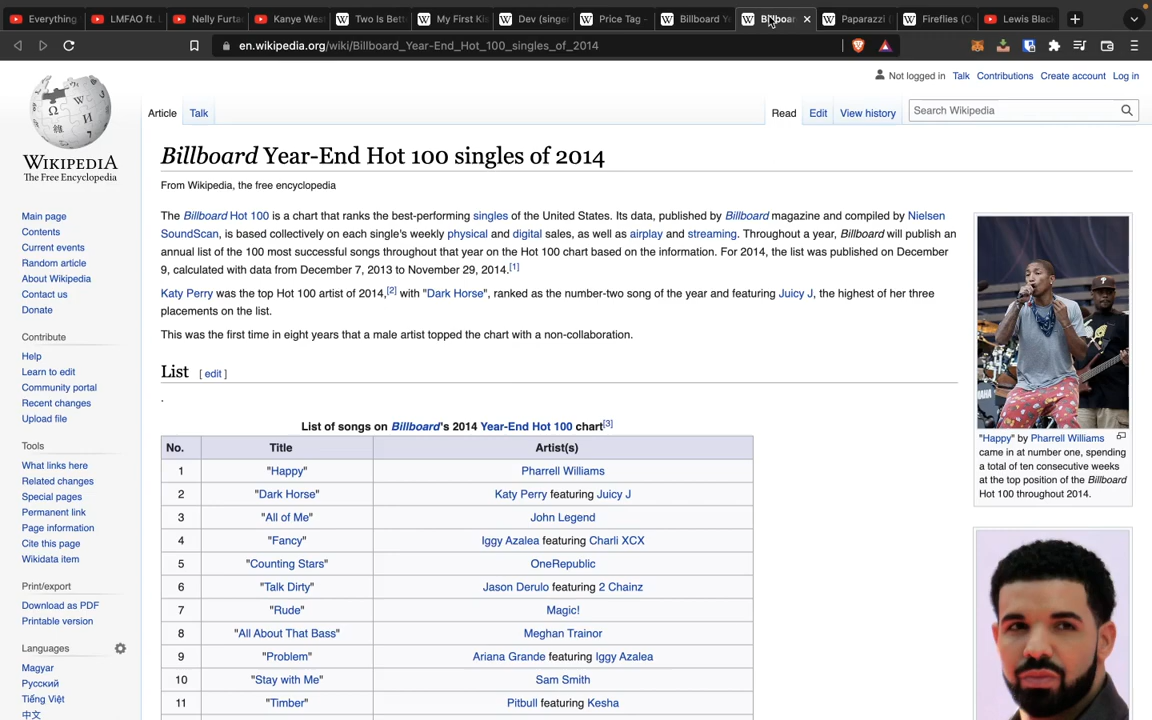 Everything
LMFAO ft.
Nelly Furta
Kanye Wes
Two Is Bett
My First Ki
Dev (singe
Price Tag –
Billboard Y
Billboar
Paparazzi (
Fireflies (O
Lewis Blac
en.wikipedia.org/wiki/Billboard_Year-End_Hot_100_singles_of_2014
Not logged in Talk Contributions Create account Log in
Article Talk Read Edit View history Search Wikipedia
WIKIPEDIA
The Free Encyclopedia
Main page
Contents
Current events
Random article
About Wikipedia
Contact us
Donate
Contribute
Help
Learn to edit
Community portal
Recent changes
Upload file
Tools
What links here
Related changes
Special pages
Permanent link
Page information
Cite this page
Wikidata item
Print/export
Download as PDF
Printable version
Languages
Magyar
Русский
Tiếng Việt
中文
Billboard Year-End Hot 100 singles of 2014
From Wikipedia, the free encyclopedia
The Billboard Hot 100 is a chart that ranks the best-performing singles of the United States. Its data, published by Billboard magazine and compiled by Nielsen
SoundScan, is based collectively on each single's weekly physical and digital sales, as well as airplay and streaming. Throughout a year, Billboard will publish an
annual list of the 100 most successful songs throughout that year on the Hot 100 chart based on the information. For 2014, the list was published on December
9, calculated with data from December 7, 2013 to November 29, 2014.[1]
Katy Perry was the top Hot 100 artist of 2014,[2] with "Dark Horse", ranked as the number-two song of the year and featuring Juicy J, the highest of her three
placements on the list.
This was the first time in eight years that a male artist topped the chart with a non-collaboration.
List [ edit ]
.
List of songs on Billboard's 2014 Year-End Hot 100 chart[3]
No. Title Artist(s)
1 "Happy" Pharrell Williams
2 "Dark Horse" Katy Perry featuring Juicy J
3 "All of Me" John Legend
4 "Fancy" Iggy Azalea featuring Charli XCX
5 "Counting Stars" OneRepublic
6 "Talk Dirty" Jason Derulo featuring 2 Chainz
7 "Rude" Magic!
8 "All About That Bass" Meghan Trainor
9 "Problem" Ariana Grande featuring Iggy Azalea
10 "Stay with Me" Sam Smith
11 "Timber" Pitbull featuring Kesha
"Happy" by Pharrell Williams
came in at number one, spending
a total of ten consecutive weeks
at the top position of the Billboard
Hot 100 throughout 2014.